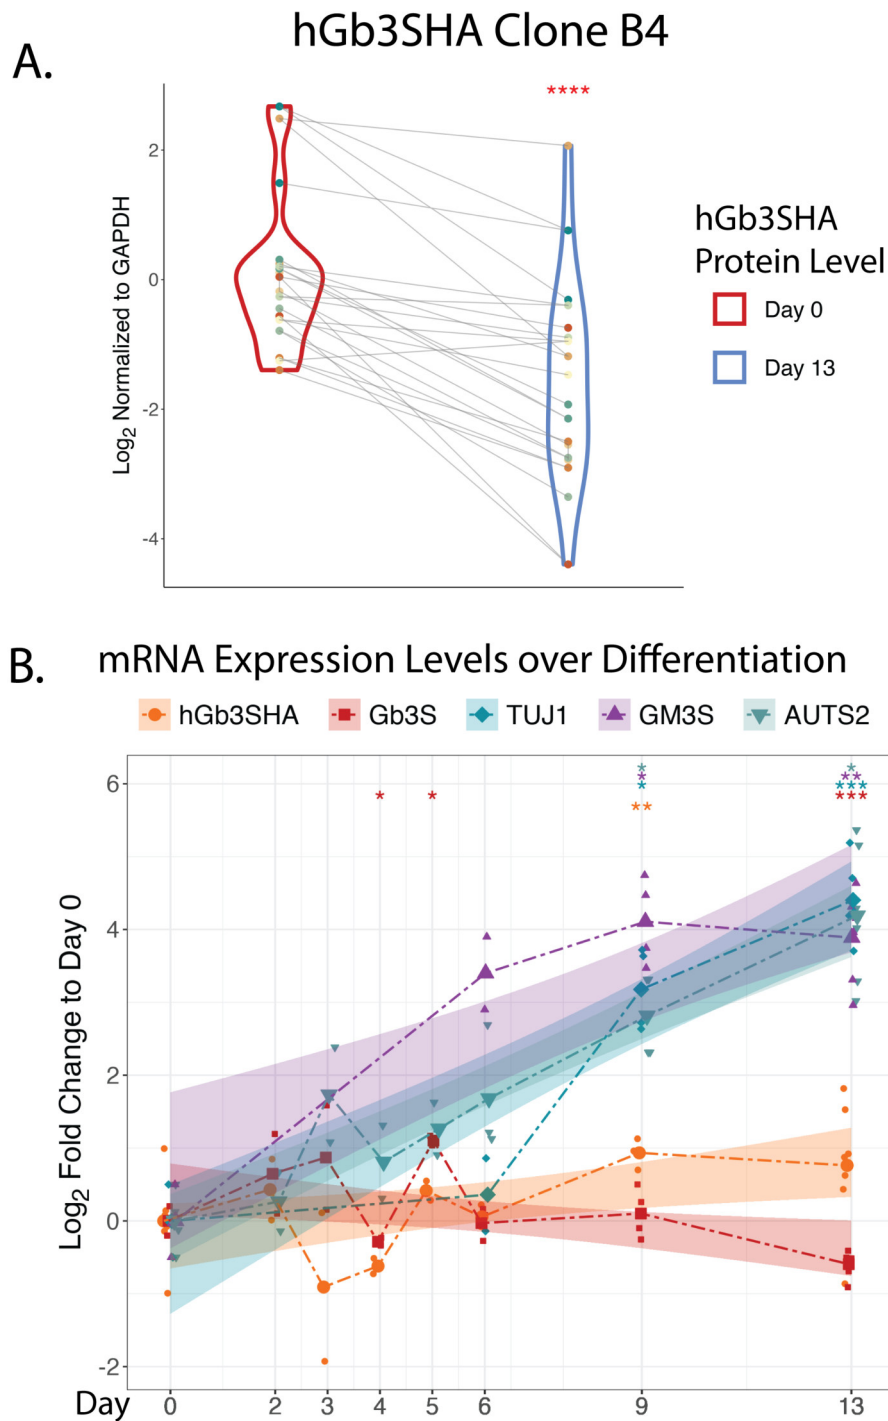 hGb3SHA Clone B4
A.
****
2
0
-2
-4
Log2 Normalized to GAPDH
hGb3SHA
Protein Level
Day 0
Day 13
B. mRNA Expression Levels over Differentiation
hGb3SHA Gb3S TUJ1 GM3S AUTS2
* *
* **
* ***
* * ** ***
6
4
2
0
-2
Log2 Fold Change to Day 0
Day 0 2 3 4 5 6 9 13